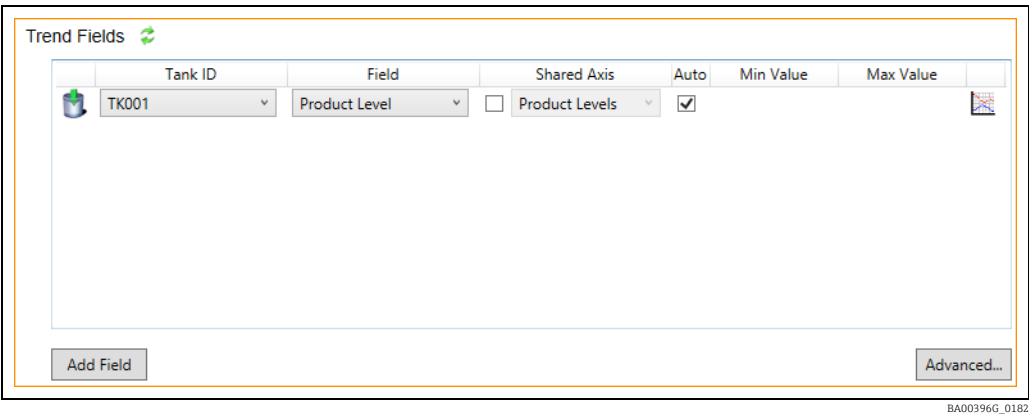 Trend Fields
Tank ID Field Shared Axis Auto Min Value Max Value
TK001 Product Level Product Levels
Add Field Advanced...
BA00396G_0182